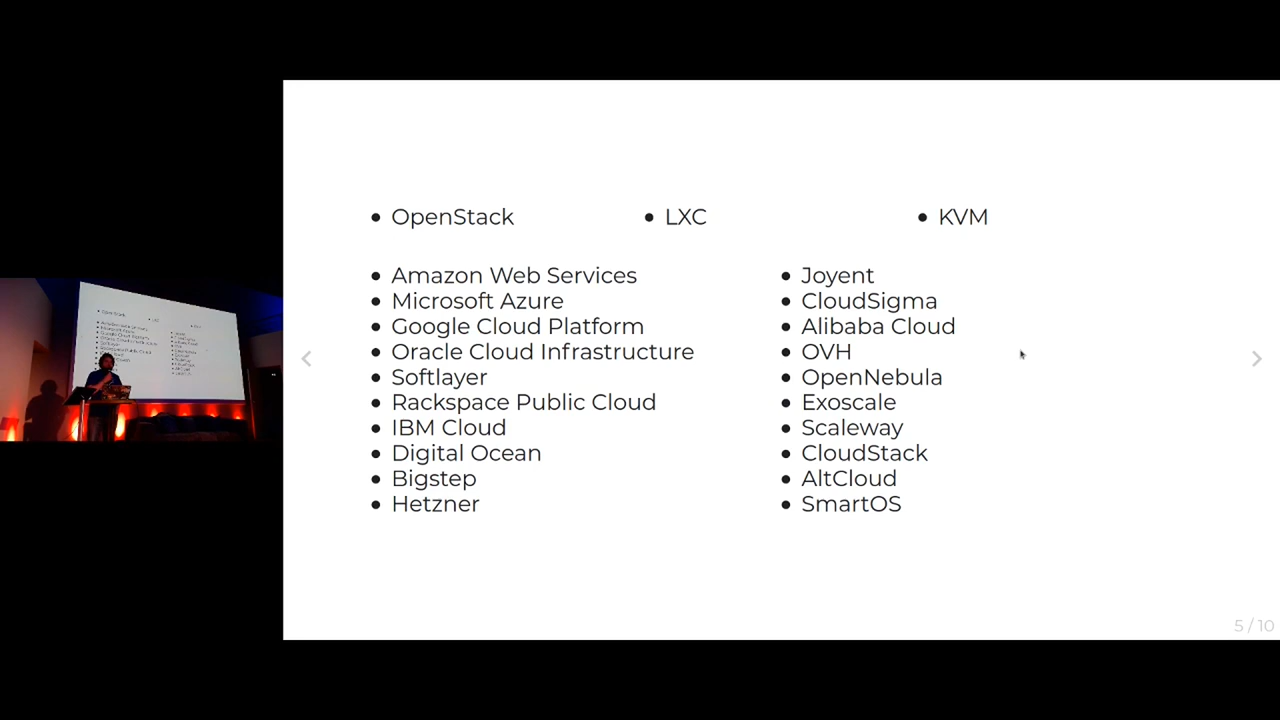 OpenStack
LXC
KVM
Amazon Web Services
Microsoft Azure
Google Cloud Platform
Oracle Cloud Infrastructure
Softlayer
Rackspace Public Cloud
IBM Cloud
Digital Ocean
Bigstep
Hetzner
Joyent
CloudSigma
Alibaba Cloud
OVH
OpenNebula
Exoscale
Scaleway
CloudStack
AltCloud
SmartOS
5 / 10